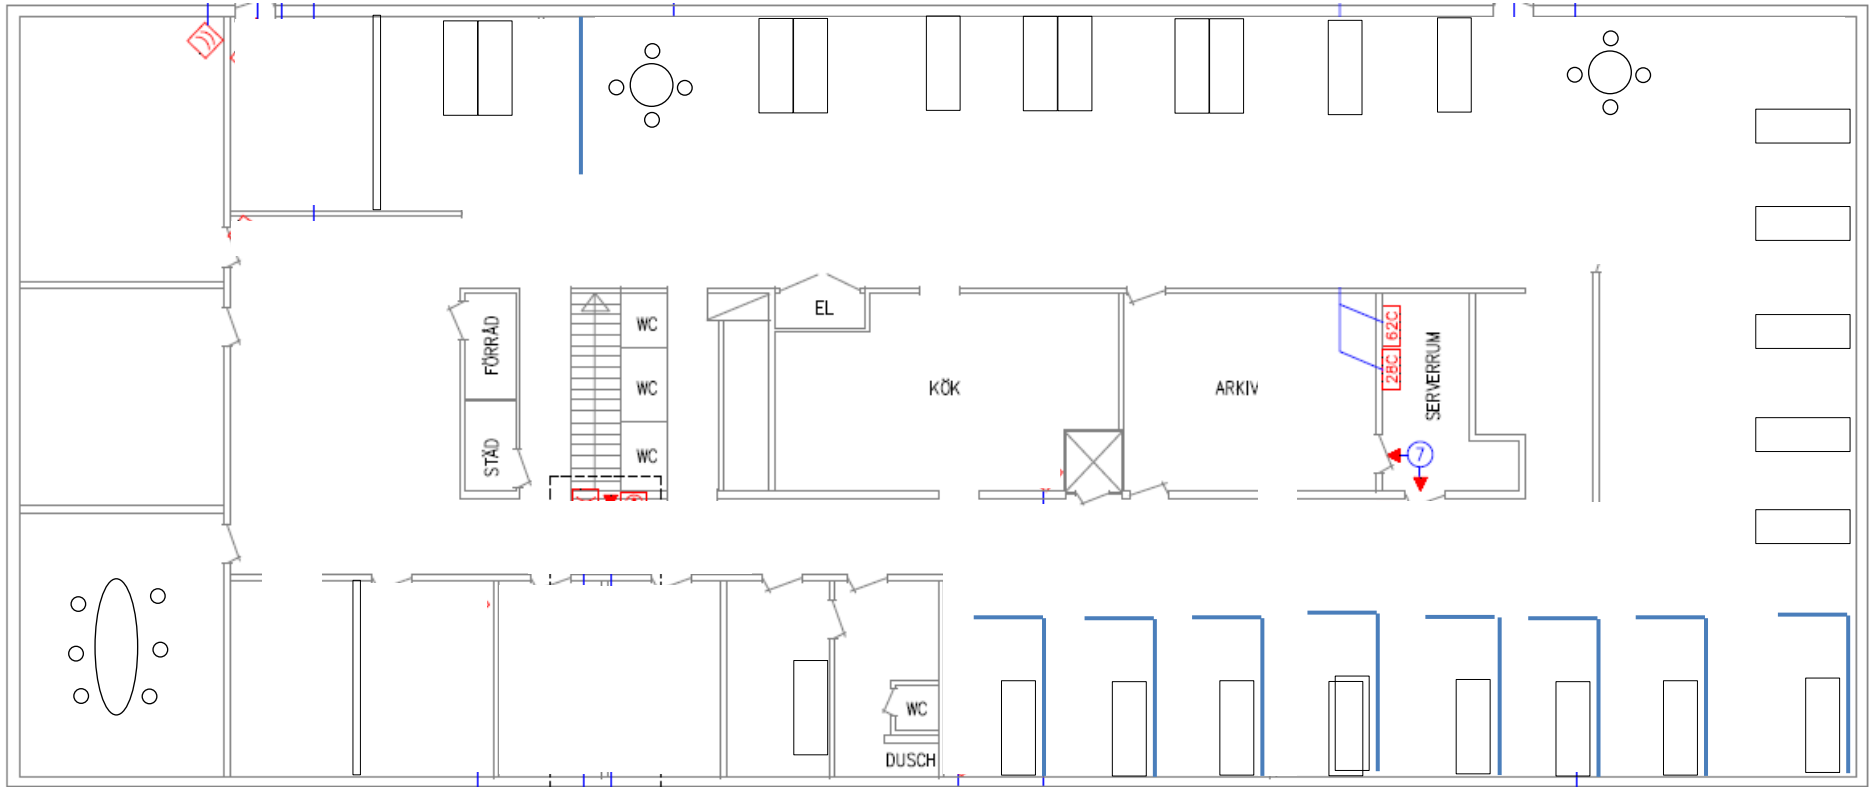 EL
WC
FÖRRÅD
62C
28C
SERVERRUM
WC
KÖK
ARKIV
STÄD
WC
7
WC
DUSCH